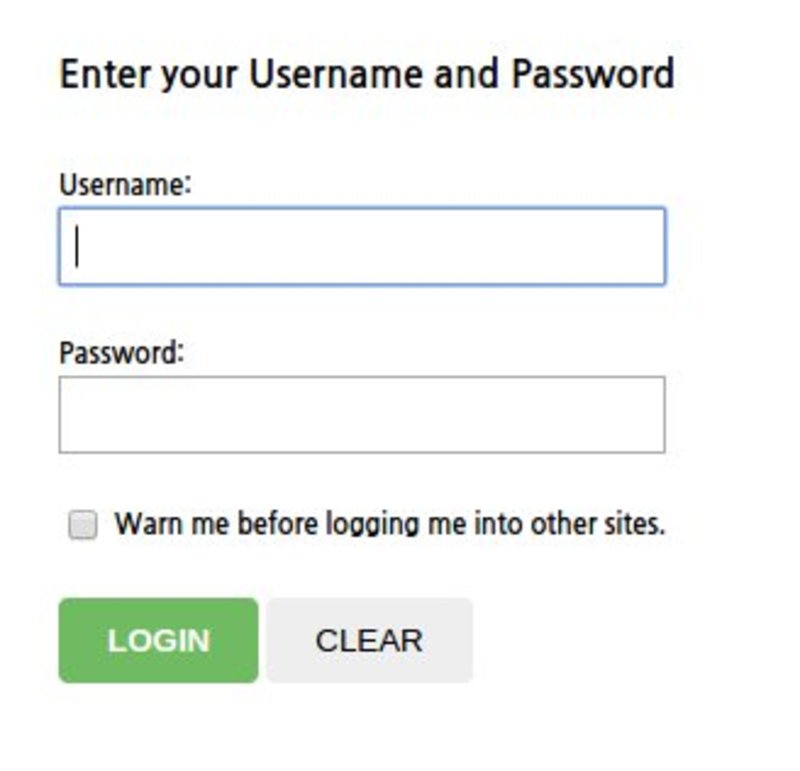 Enter your Username and Password
Username:
Password:
Warn me before logging me into other sites.
LOGIN CLEAR